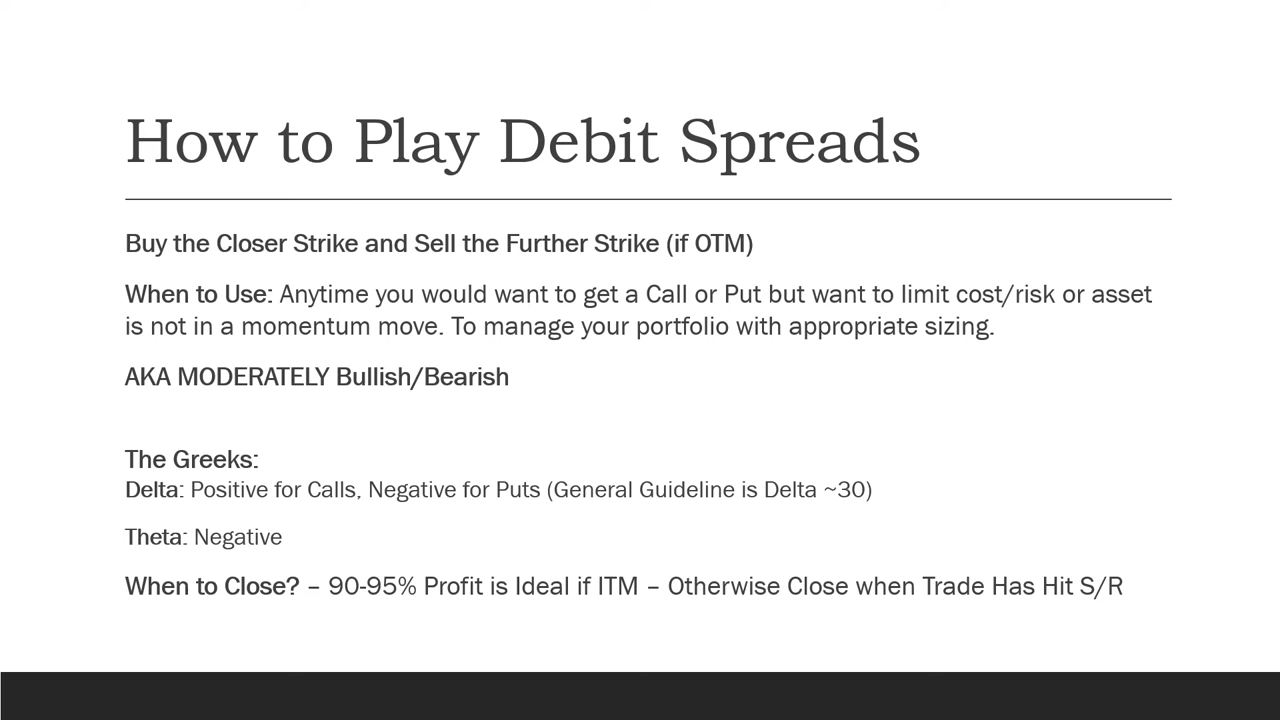 How to Play Debit Spreads
Buy the Closer Strike and Sell the Further Strike (if OTM)
When to Use: Anytime you would want to get a Call or Put but want to limit cost/risk or asset
is not in a momentum move. To manage your portfolio with appropriate sizing.
AKA MODERATELY Bullish/Bearish
The Greeks:
Delta: Positive for Calls, Negative for Puts (General Guideline is Delta ~30)
Theta: Negative
When to Close? – 90-95% Profit is Ideal if ITM – Otherwise Close when Trade Has Hit S/R